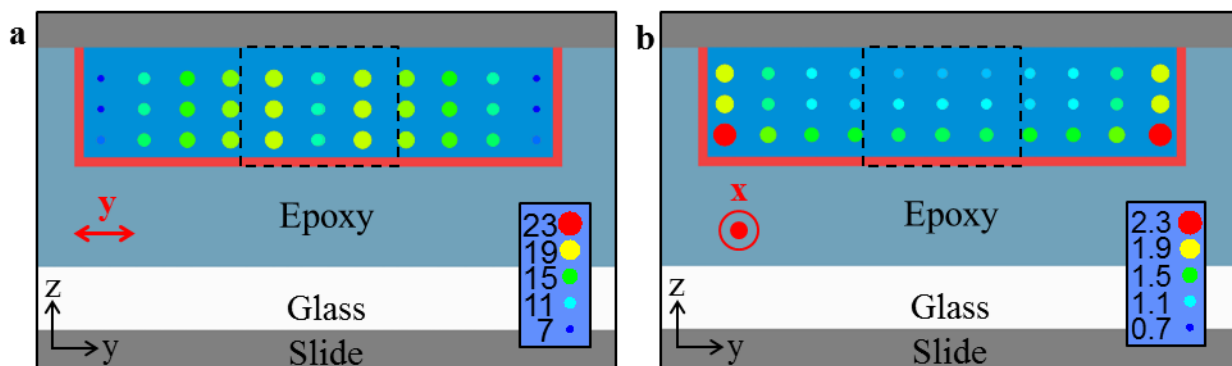 a
y
Epoxy
23
19
15
11
7
z
y
Glass
Slide
b
x
Epoxy
2.3
1.9
1.5
1.1
0.7
z
y
Glass
Slide